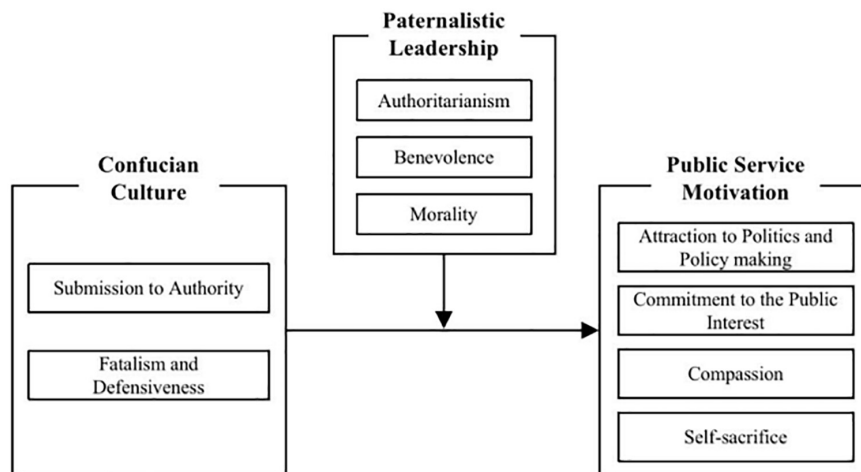 Paternalistic
Leadership
Authoritarianism
Benevolence
Morality
Confucian
Culture
Submission to Authority
Fatalism and
Defensiveness
Public Service
Motivation
Attraction to Politics and
Policy making
Commitment to the Public
Interest
Compassion
Self-sacrifice